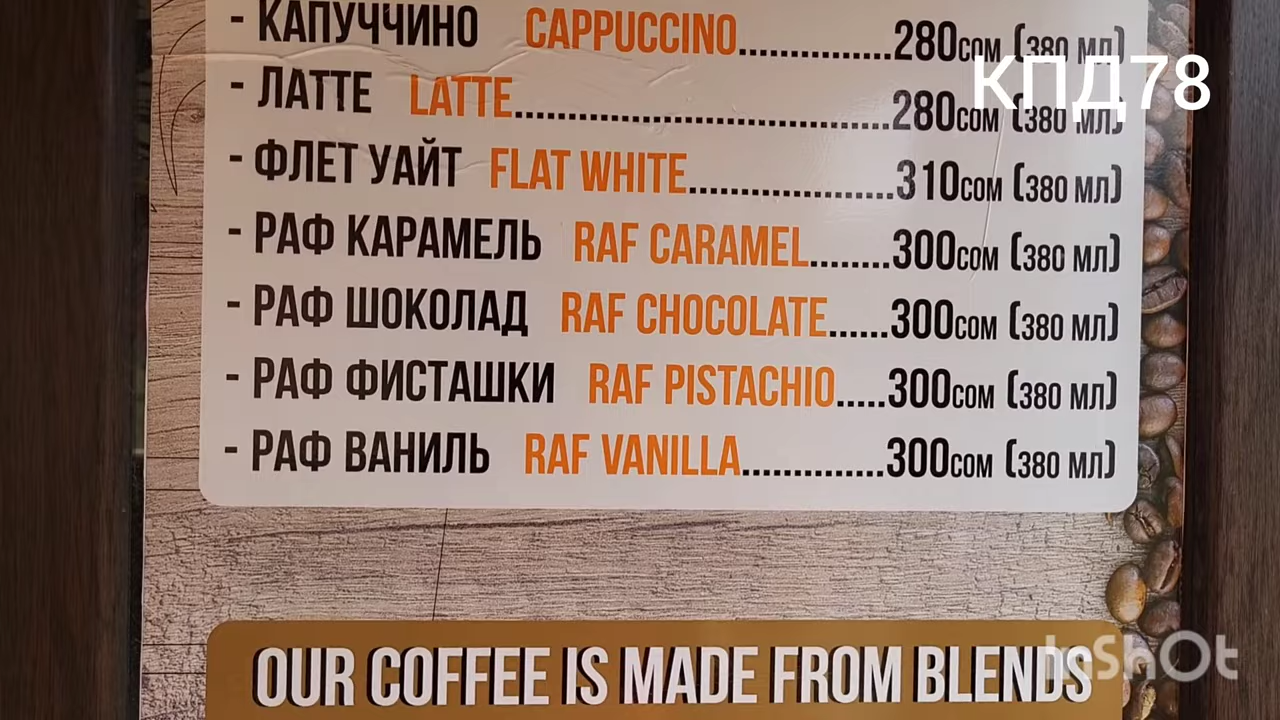 - КАПУЧЧИНО CAPPUCCINO...............280сом (380 мл)
КПД78
- ЛАТТЕ LATTE.....................................280сом (380 мл)
- ФЛЕТ УАЙТ FLAT WHITE....................310сом (380 мл)
- РАФ КАРАМЕЛЬ RAF CARAMEL........300сом (380 мл)
- РАФ ШОКОЛАД RAF CHOCOLATE......300сом (380 мл)
- РАФ ФИСТАШКИ RAF PISTACHIO.....300сом (380 мл)
- РАФ ВАНИЛЬ RAF VANILLA..............300сом (380 мл)
OUR COFFEE IS MADE FROM BLENDS
InShOt